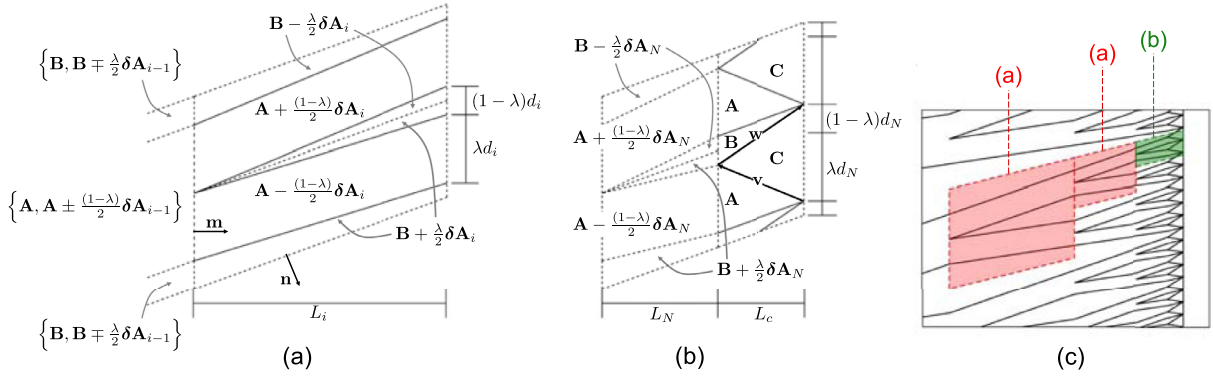 B − λ/2 δA_i
{B, B ∓ λ/2 δA_{i−1}}
A + (1−λ)/2 δA_i
(1 − λ)d_i
λd_i
A − (1−λ)/2 δA_i
{A, A ± (1−λ)/2 δA_{i−1}}
m
B + λ/2 δA_i
n
{B, B ∓ λ/2 δA_{i−1}}
L_i
(a)
B − λ/2 δA_N
C
A
(1 − λ)d_N
A + (1−λ)/2 δA_N
w
B
C
λd_N
v
A
A − (1−λ)/2 δA_N
B + λ/2 δA_N
L_N
L_c
(b)
(a)
(a)
(b)
(c)